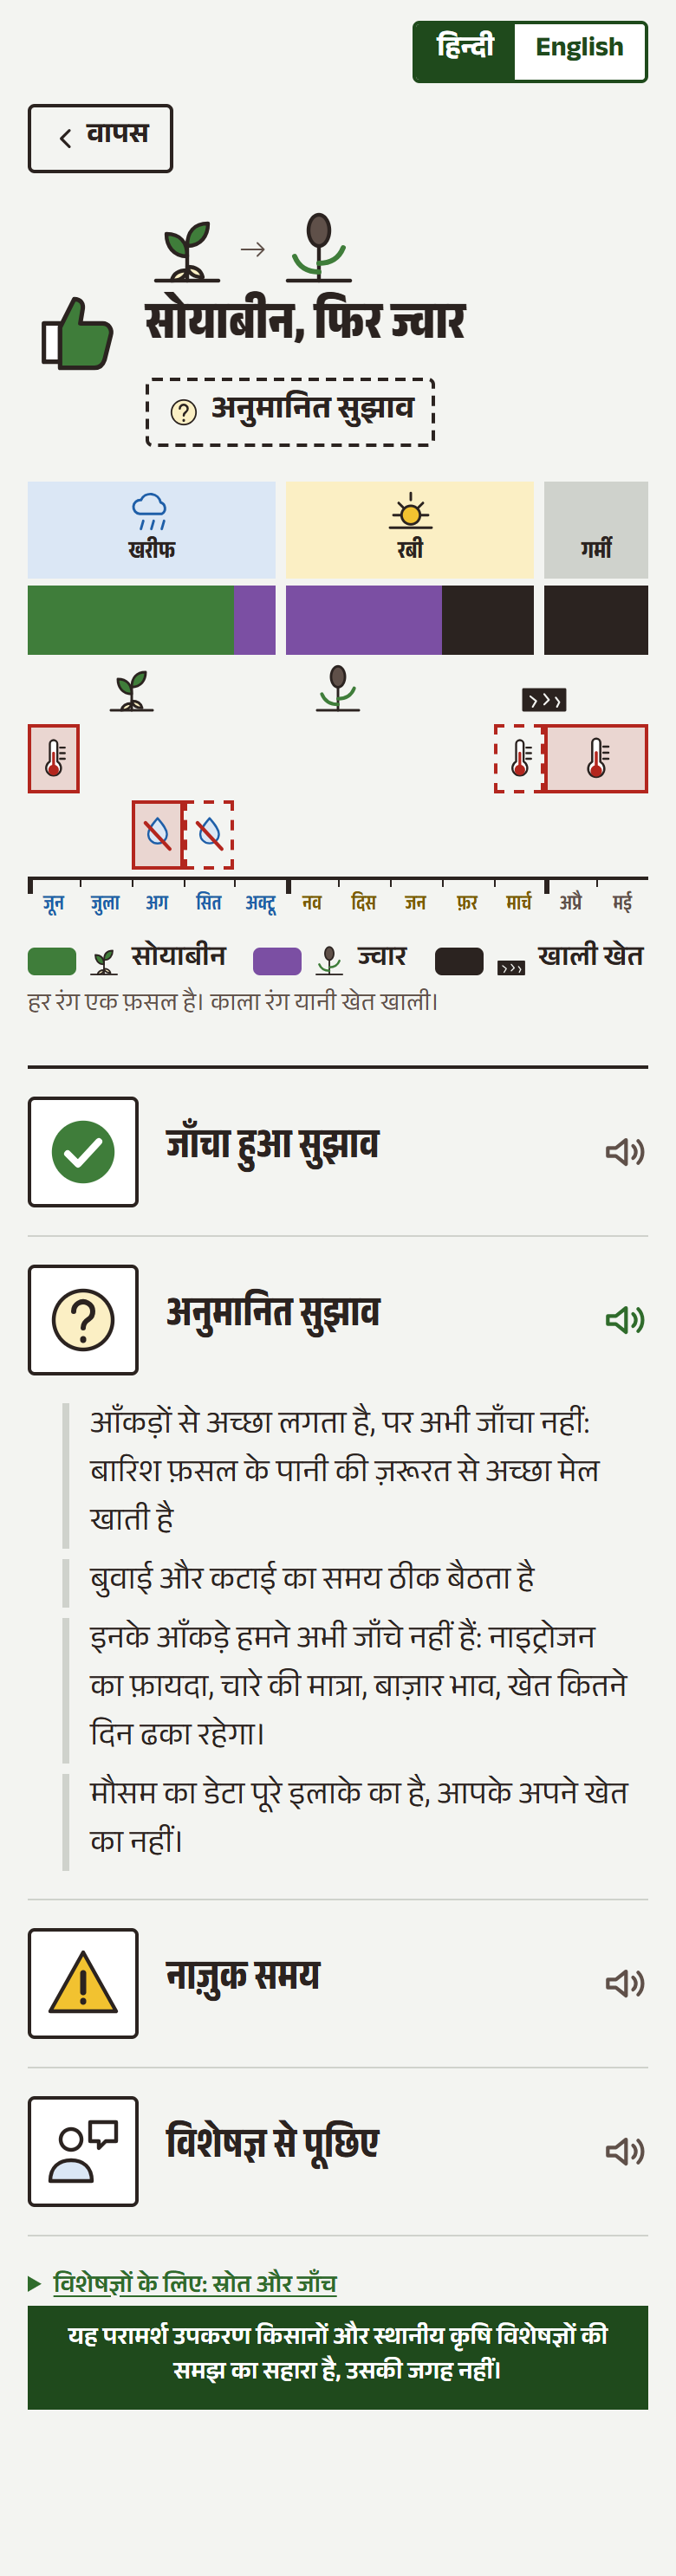 हिन्दी English
वापस
सोयाबीन, फिर ज्वार
अनुमानित सुझाव
खरीफ रबी गर्मी
जून जुला अग सित अक्टू नव दिस जन फ़र मार्च अप्रै मई
सोयाबीन ज्वार खाली खेत
हर रंग एक फ़सल है। काला रंग यानी खेत खाली।
जाँचा हुआ सुझाव
अनुमानित सुझाव
आँकड़ों से अच्छा लगता है, पर अभी जाँचा नहीं:
बारिश फ़सल के पानी की ज़रूरत से अच्छा मेल
खाती है
बुवाई और कटाई का समय ठीक बैठता है
इनके आँकड़े हमने अभी जाँचे नहीं हैं: नाइट्रोजन
का फ़ायदा, चारे की मात्रा, बाज़ार भाव, खेत कितने
दिन ढका रहेगा।
मौसम का डेटा पूरे इलाके का है, आपके अपने खेत
का नहीं।
नाज़ुक समय
विशेषज्ञ से पूछिए
विशेषज्ञों के लिए: स्रोत और जाँच
यह परामर्श उपकरण किसानों और स्थानीय कृषि विशेषज्ञों की
समझ का सहारा है, उसकी जगह नहीं।